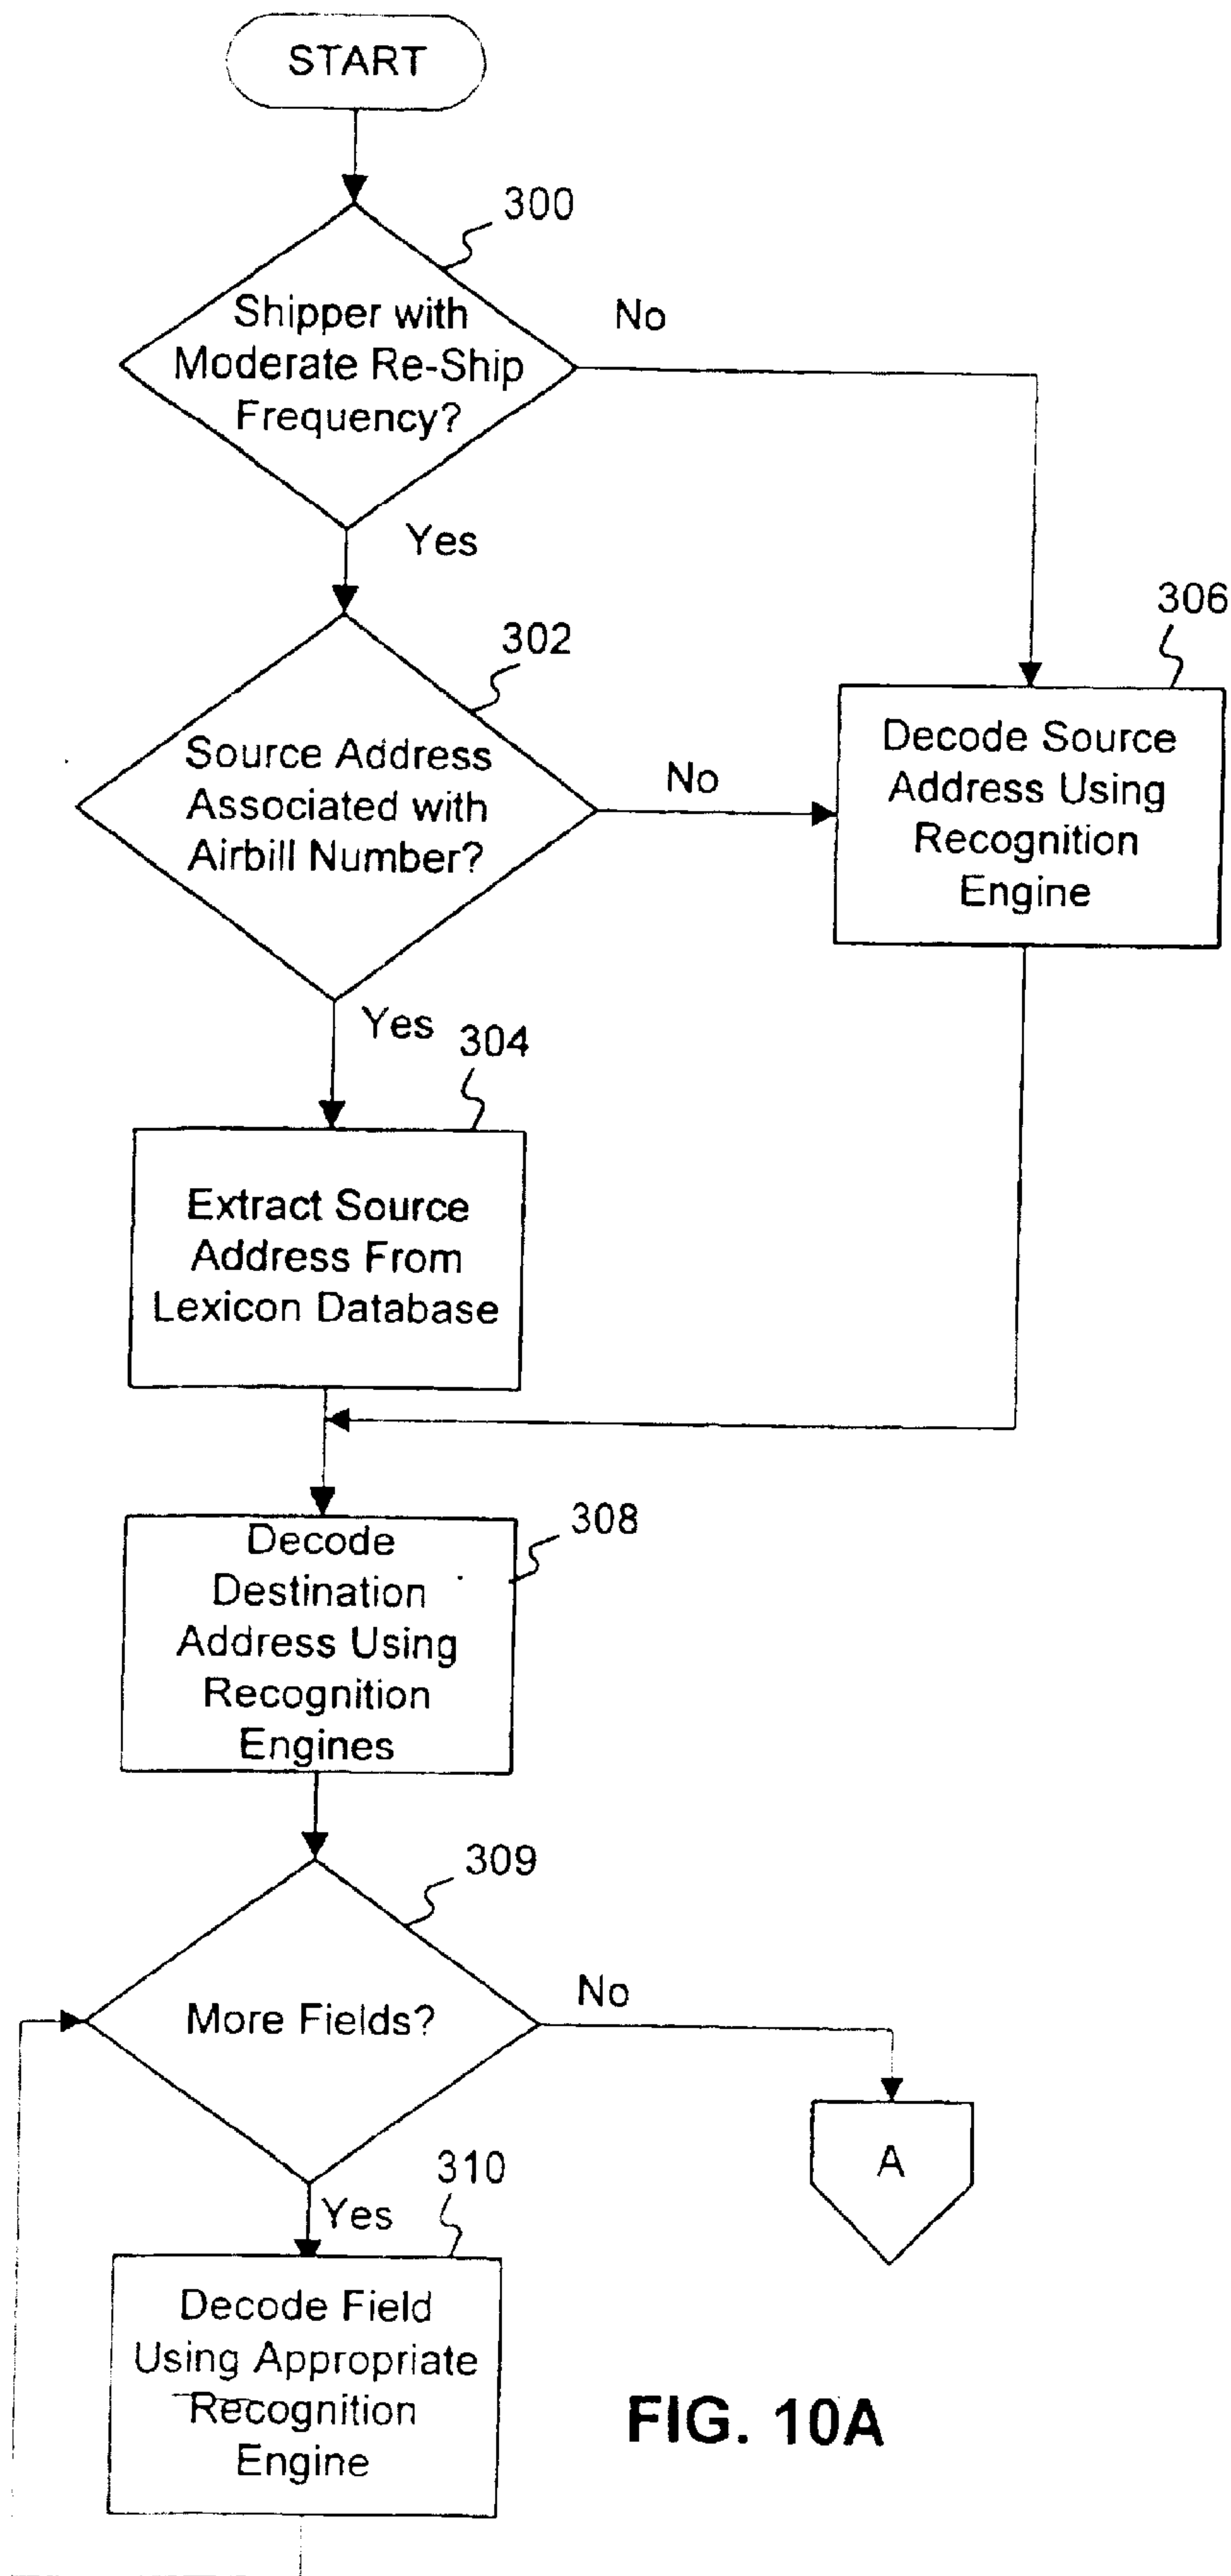 START
300
Shipper with
Moderate Re-Ship
Frequency?
No
Yes
302
Source Address
Associated with
Airbill Number?
No
306
Decode Source
Address Using
Recognition
Engine
Yes
304
Extract Source
Address From
Lexicon Database
308
Decode
Destination
Address Using
Recognition
Engines
309
More Fields?
No
A
310
Yes
Decode Field
Using Appropriate
Recognition
Engine
FIG. 10A